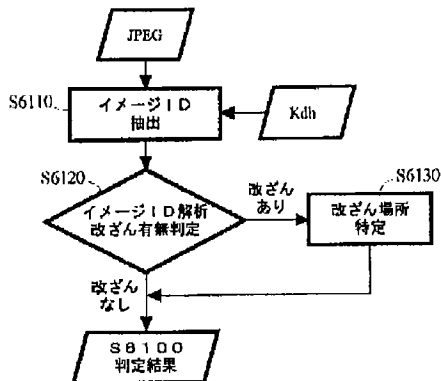 JPEG
S6110
イメージID
抽出
Kdh
S6120
イメージID解析
改ざん有無判定
改ざん
あり
S6130
改ざん場所
特定
改ざん
なし
S6100
判定結果